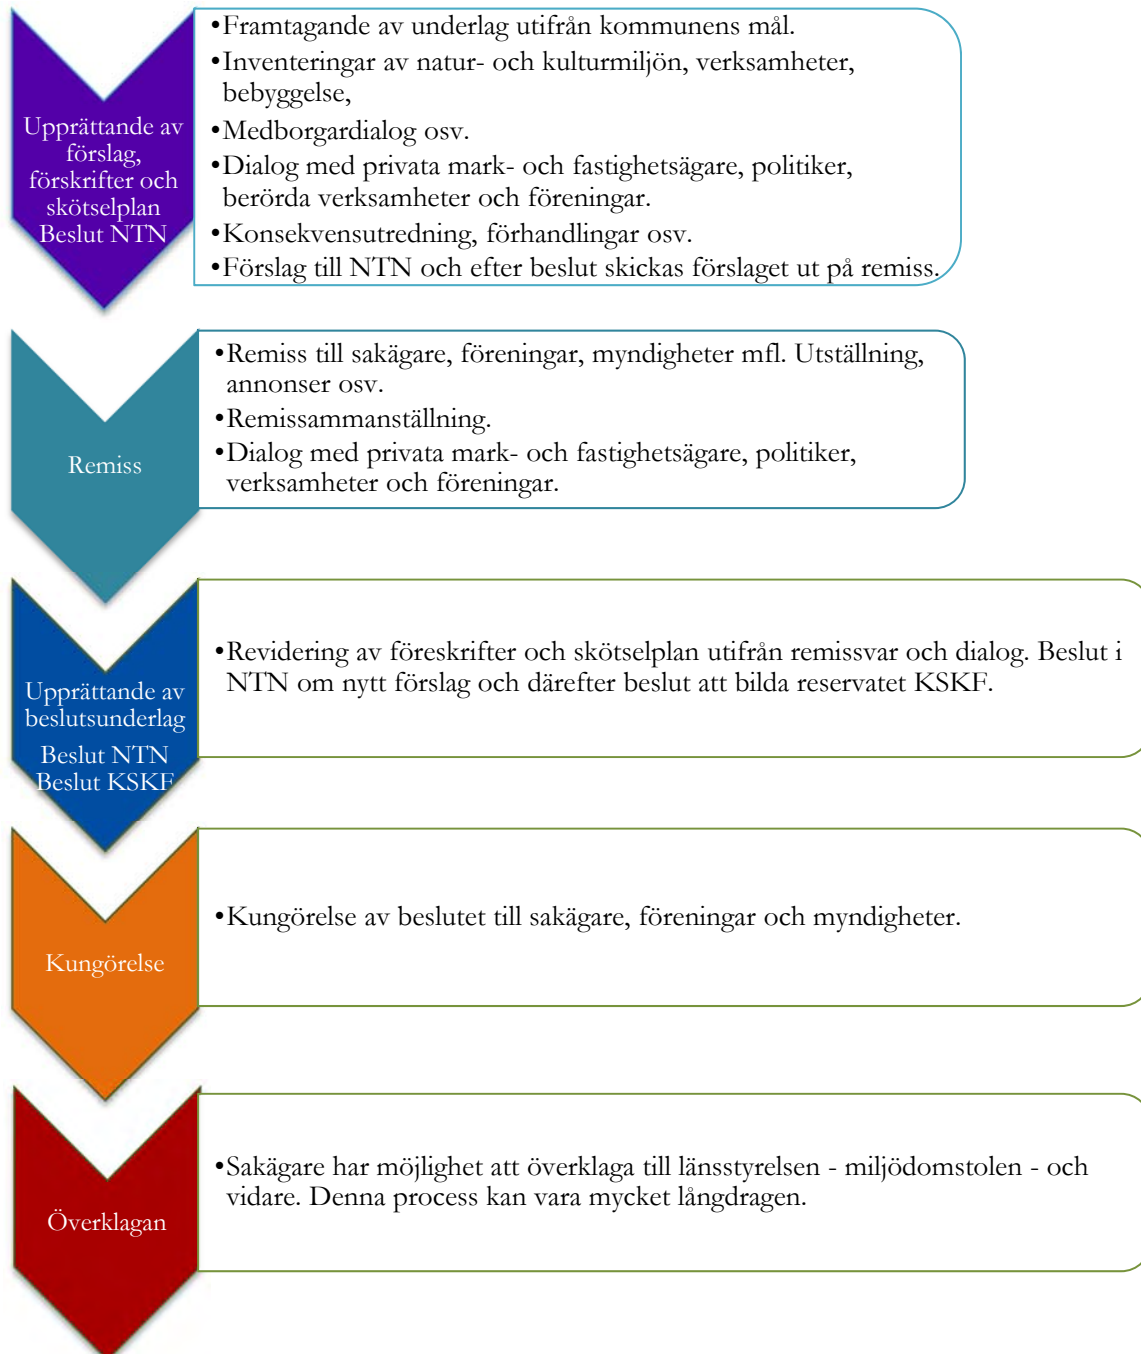 Upprättande av
förslag,
förskrifter och
skötselplan
Beslut NTN
•Framtagande av underlag utifrån kommunens mål.
•Inventeringar av natur- och kulturmiljön, verksamheter,
bebyggelse,
•Medborgardialog osv.
•Dialog med privata mark- och fastighetsägare, politiker,
berörda verksamheter och föreningar.
•Konsekvensutredning, förhandlingar osv.
•Förslag till NTN och efter beslut skickas förslaget ut på remiss.
Remiss
•Remiss till sakägare, föreningar, myndigheter mfl. Utställning,
annonser osv.
•Remissammanställning.
•Dialog med privata mark- och fastighetsägare, politiker,
verksamheter och föreningar.
Upprättande av
beslutsunderlag
Beslut NTN
Beslut KSKF
•Revidering av föreskrifter och skötselplan utifrån remissvar och dialog. Beslut i
NTN om nytt förslag och därefter beslut att bilda reservatet KSKF.
Kungörelse
•Kungörelse av beslutet till sakägare, föreningar och myndigheter.
Överklagan
•Sakägare har möjlighet att överklaga till länsstyrelsen - miljödomstolen - och
vidare. Denna process kan vara mycket långdragen.